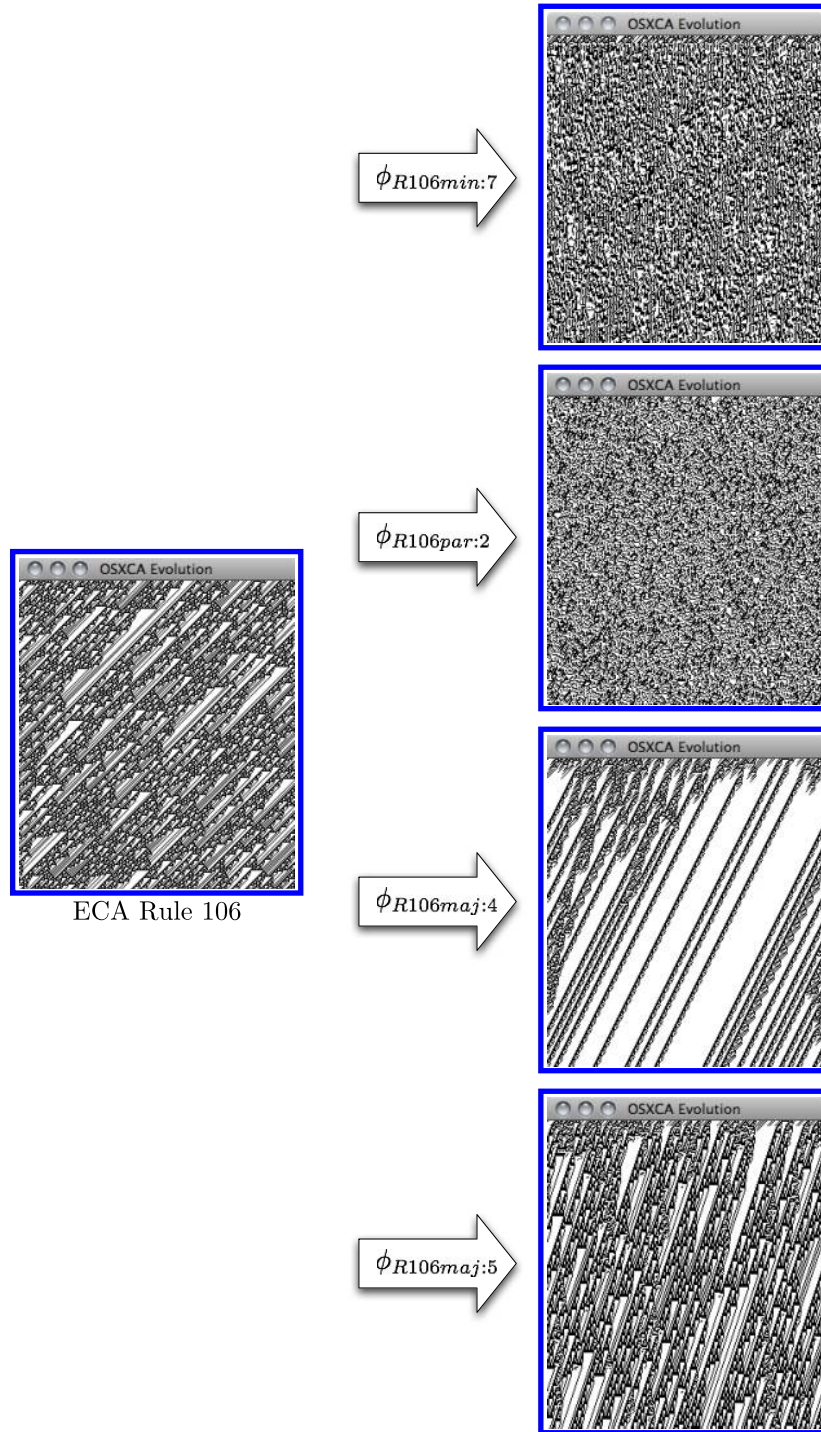 OSXCA Evolution
ϕR106min:7
OSXCA Evolution
ϕR106par:2
OSXCA Evolution
ECA Rule 106
OSXCA Evolution
ϕR106maj:4
OSXCA Evolution
ϕR106maj:5